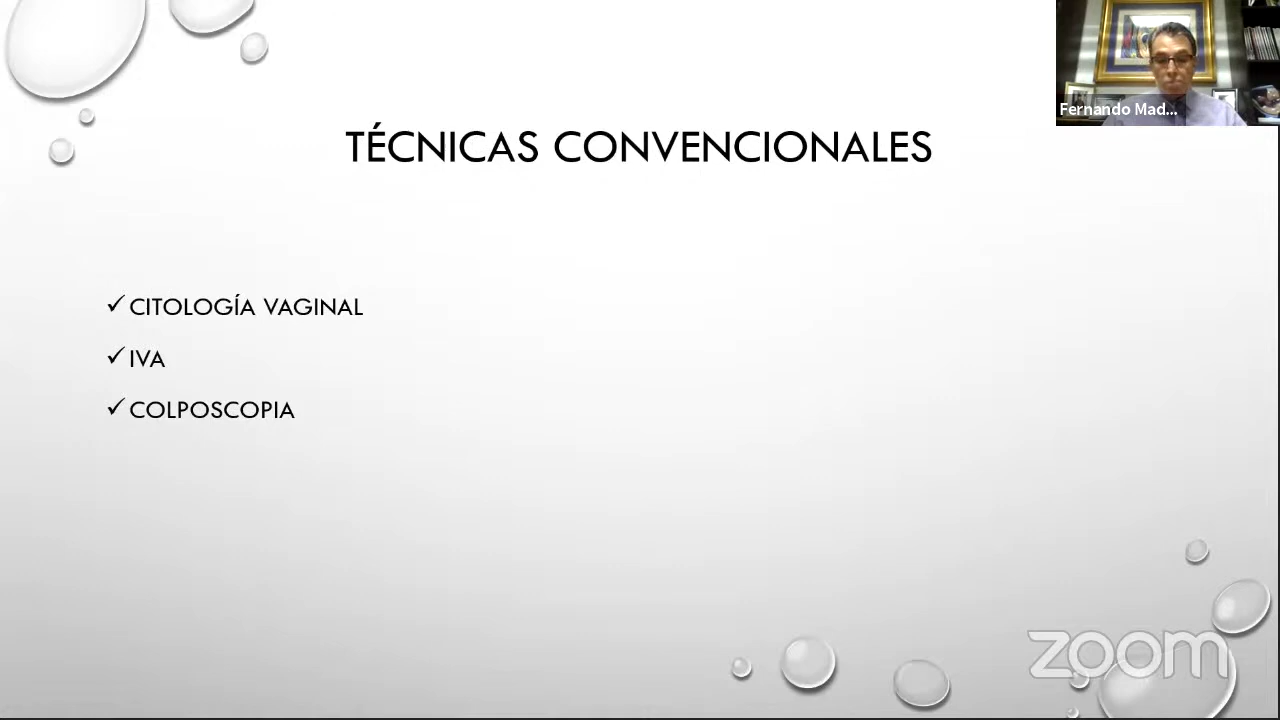 Fernando Mad...
TÉCNICAS CONVENCIONALES
✓ CITOLOGÍA VAGINAL
✓ IVA
✓ COLPOSCOPIA
zoom